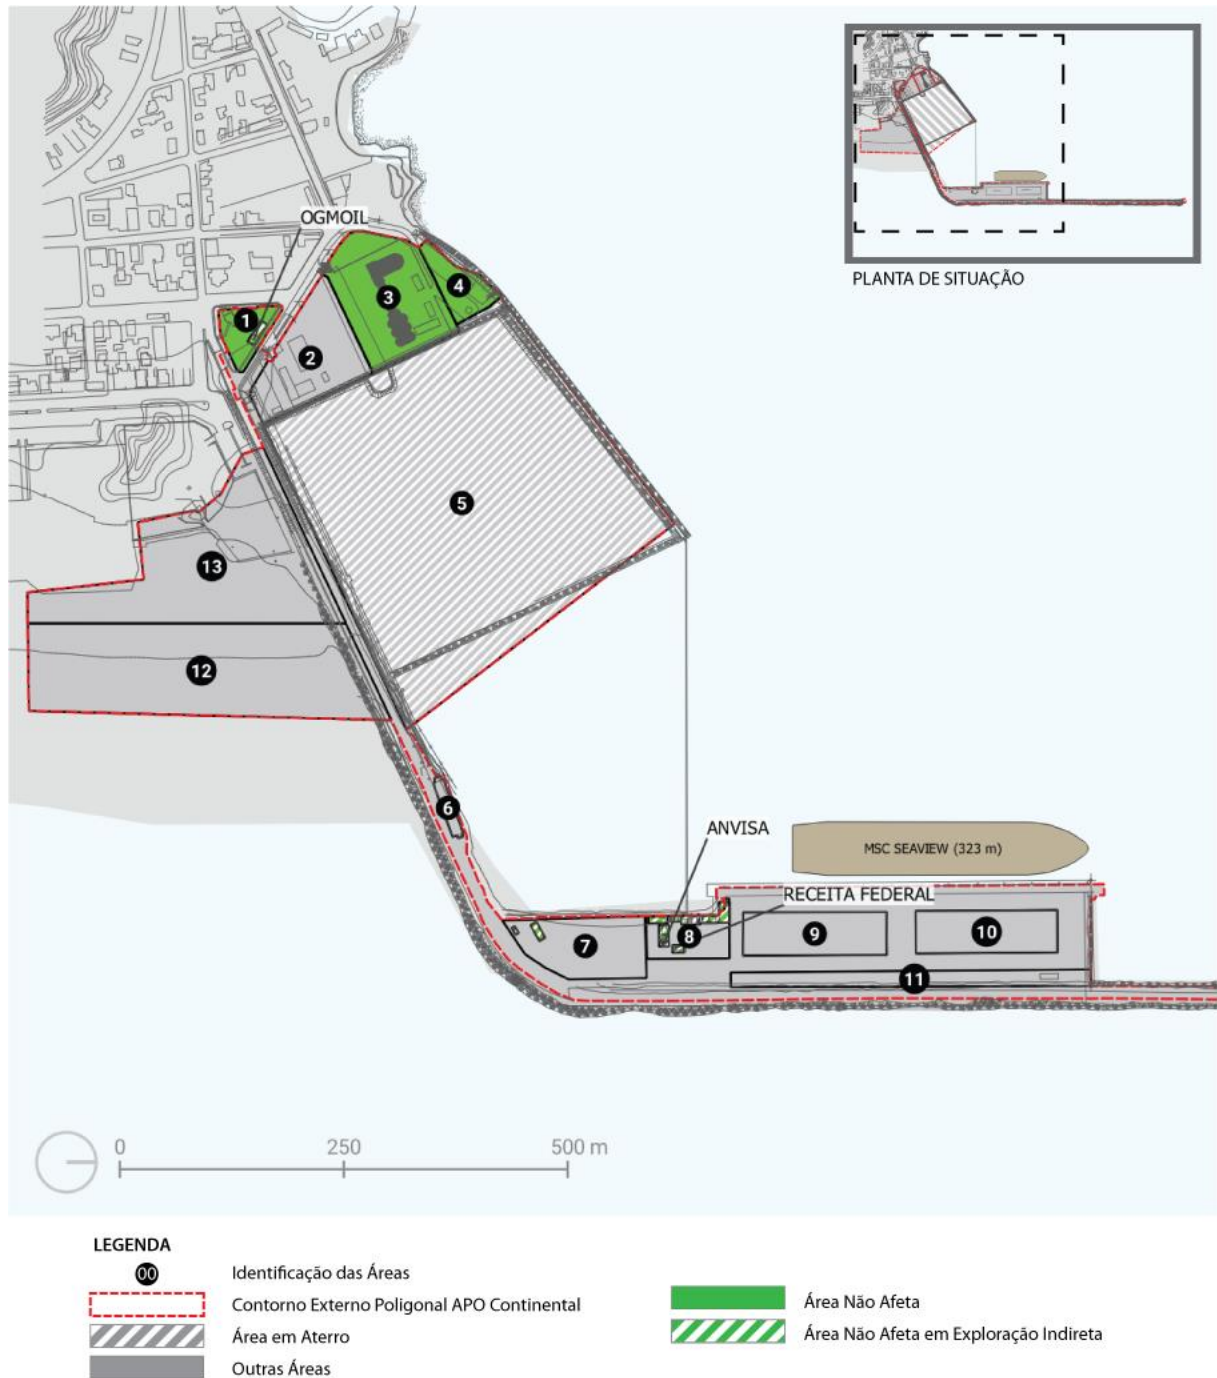 PLANTA DE SITUAÇÃO
OGMOIL
1
2
3
4
5
13
12
6
ANVISA
MSC SEAVIEW (323 m)
RECEITA FEDERAL
7
8
9
10
11
0 250 500 m
LEGENDA
00 Identificação das Áreas
Contorno Externo Poligonal APO Continental
Área em Aterro
Outras Áreas
Área Não Afeta
Área Não Afeta em Exploração Indireta